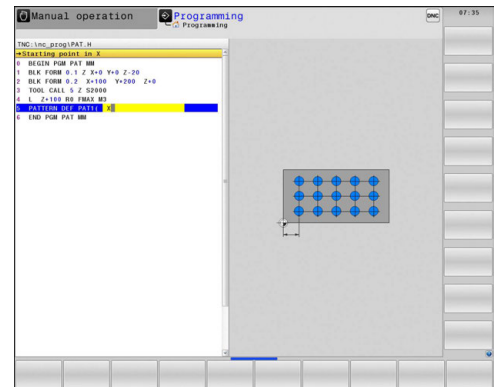 Manual operation
Programming
Programming
DNC
07:35
TNC:\nc_prog\PAT.H
→Starting point in X
0 BEGIN PGM PAT MM
1 BLK FORM 0.1 Z X+0 Y+0 Z-20
2 BLK FORM 0.2 X+100 Y+200 Z+0
3 TOOL CALL 5 Z S2000
4 L Z+100 R0 FMAX M3
5 PATTERN DEF PAT1( X
6 END PGM PAT MM